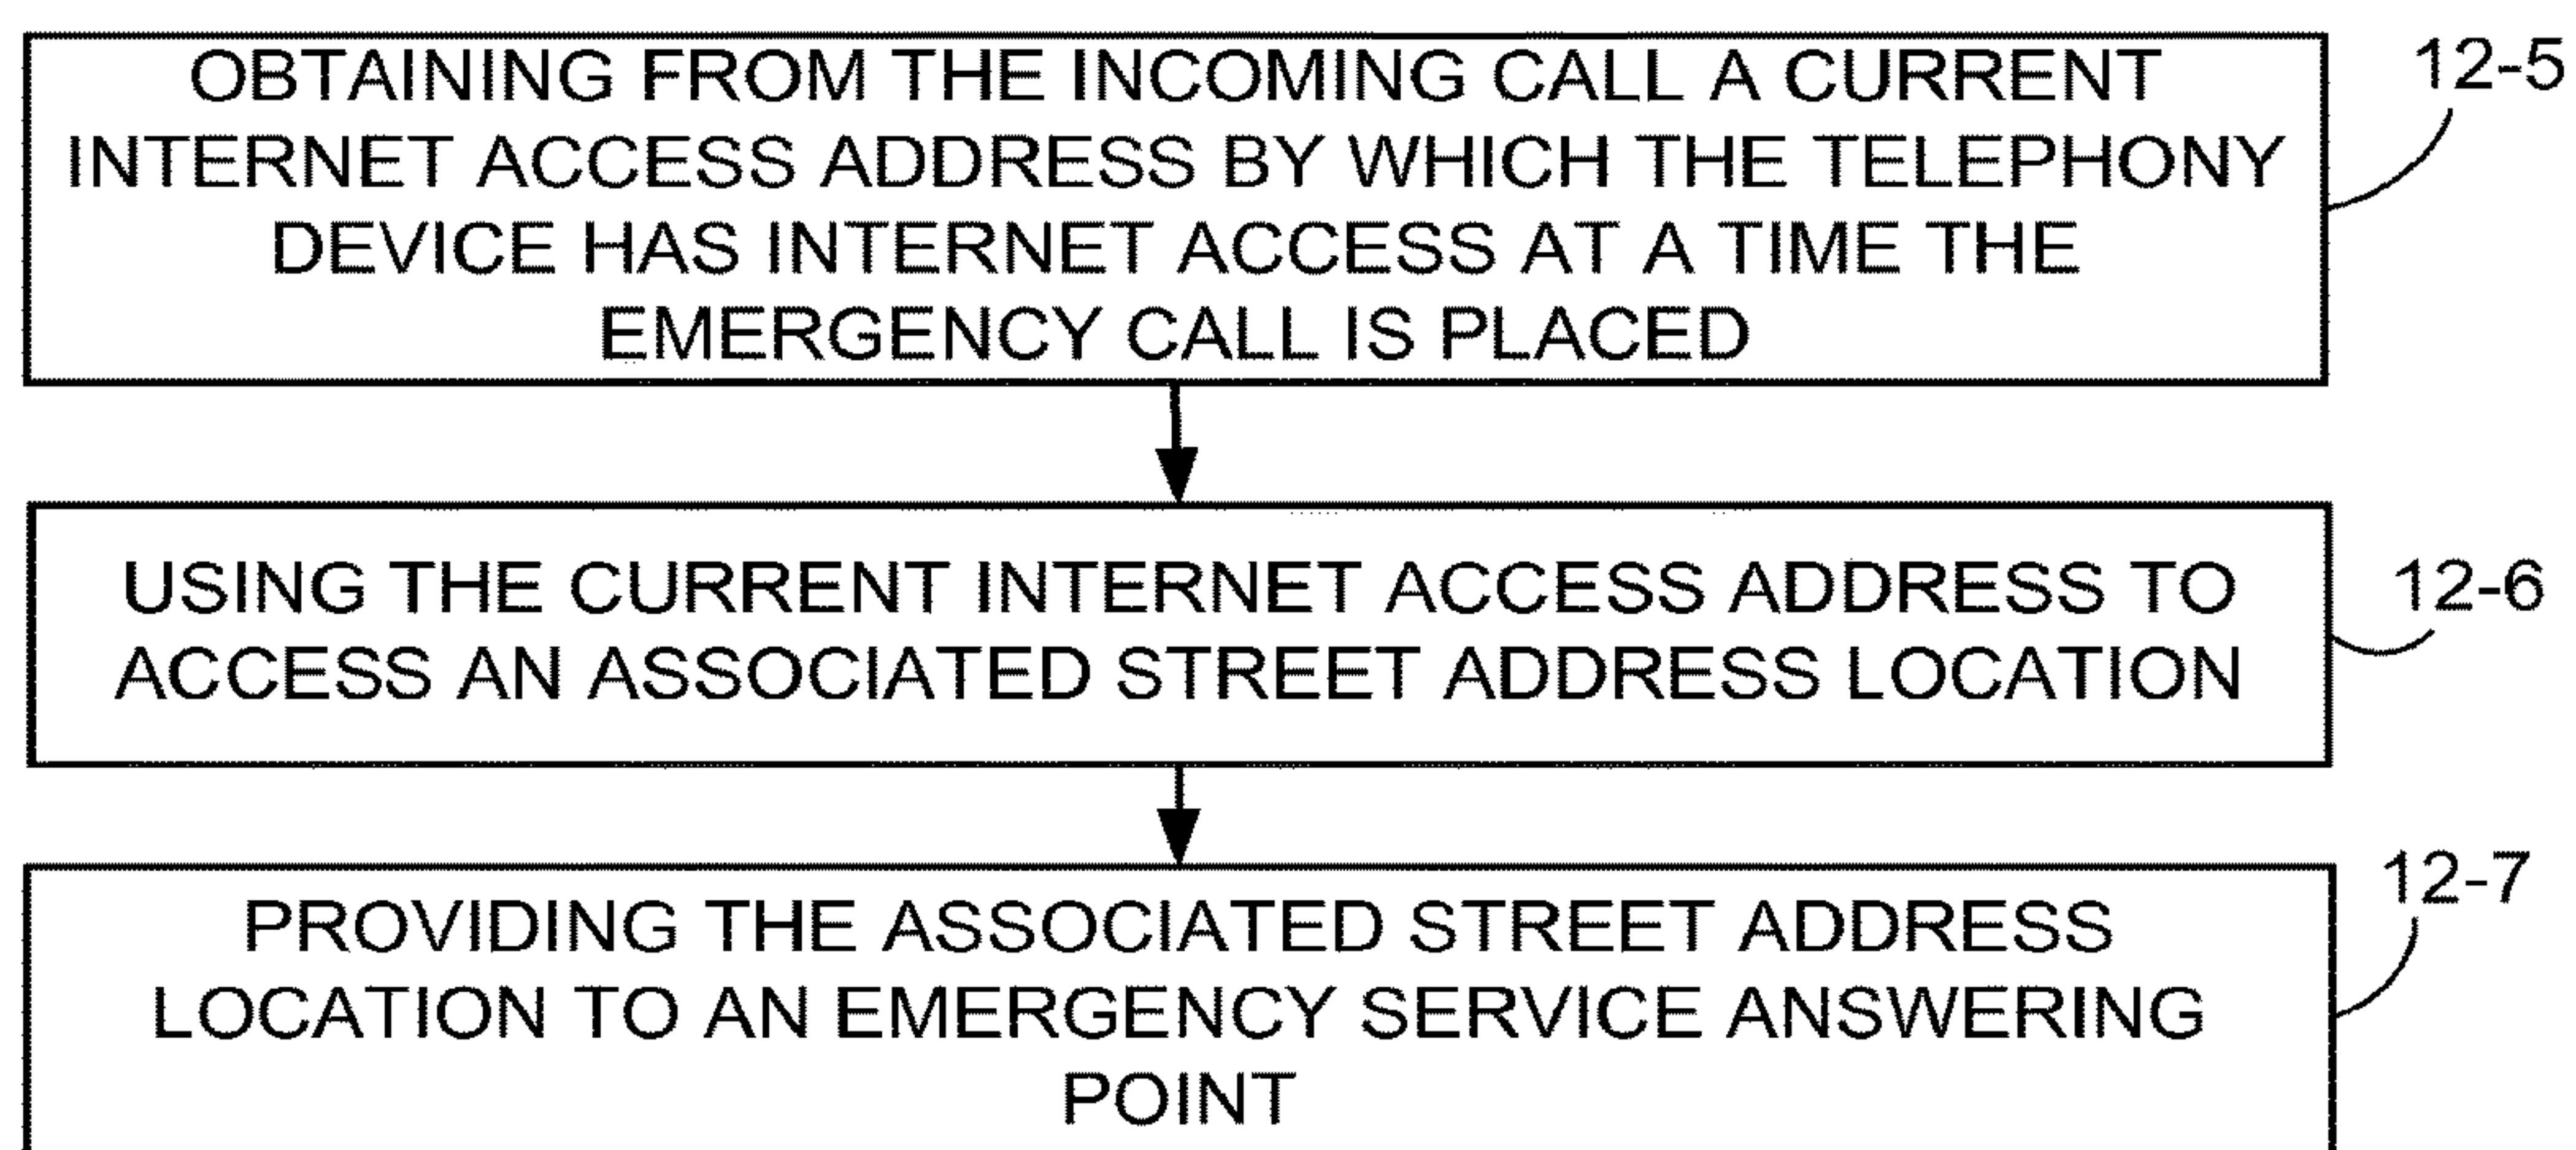 OBTAINING FROM THE INCOMING CALL A CURRENT
INTERNET ACCESS ADDRESS BY WHICH THE TELEPHONY
DEVICE HAS INTERNET ACCESS AT A TIME THE
EMERGENCY CALL IS PLACED
12-5
USING THE CURRENT INTERNET ACCESS ADDRESS TO
ACCESS AN ASSOCIATED STREET ADDRESS LOCATION
12-6
PROVIDING THE ASSOCIATED STREET ADDRESS
LOCATION TO AN EMERGENCY SERVICE ANSWERING
POINT
12-7